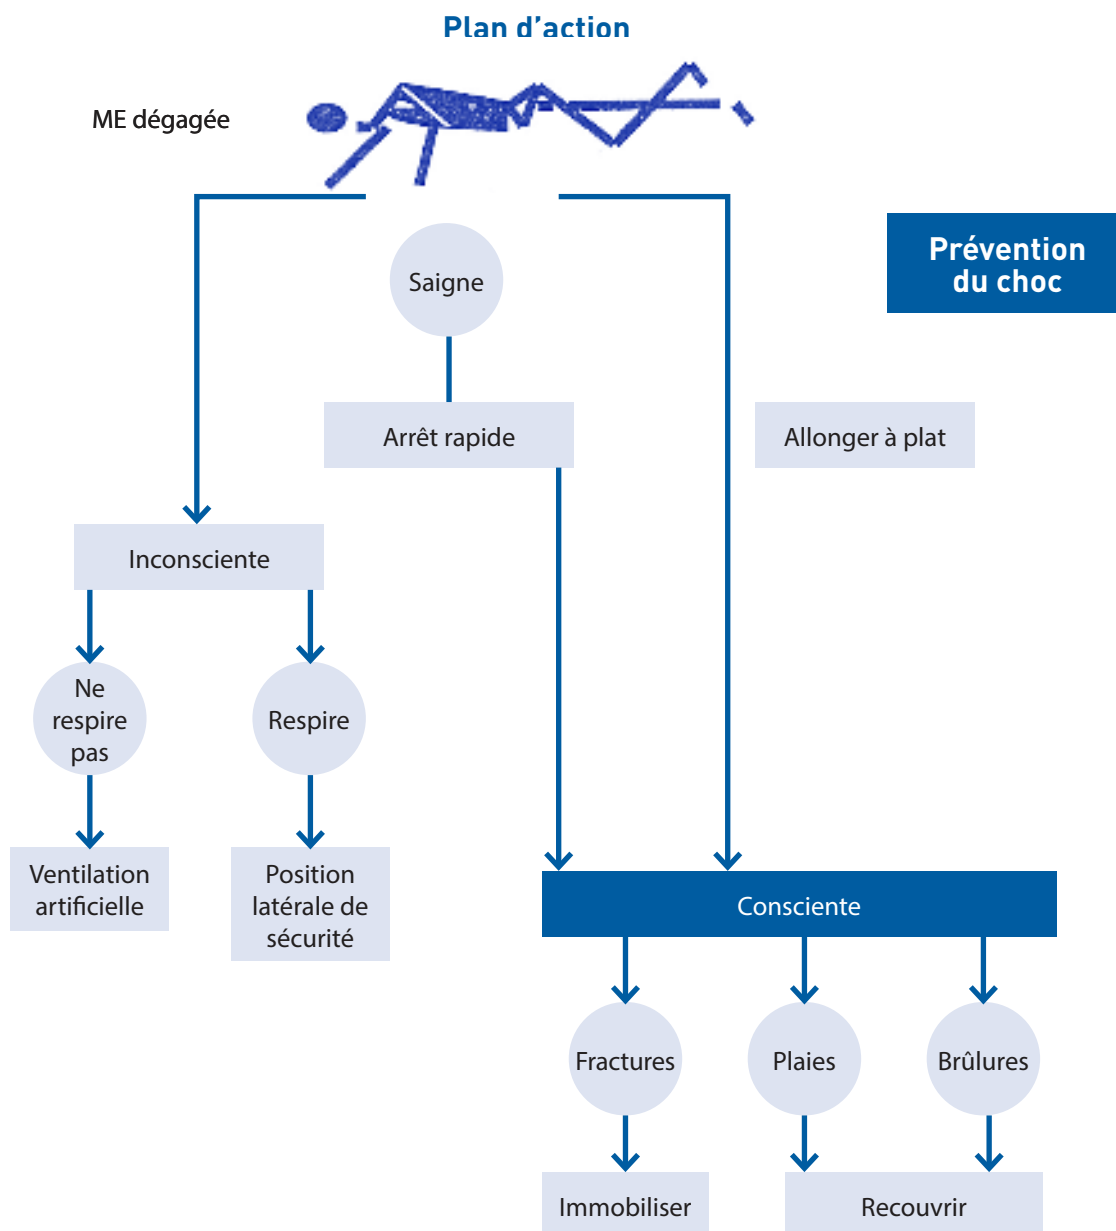 Plan d'action
ME dégagée
Prévention
du choc
Saigne
Arrêt rapide
Allonger à plat
Inconsciente
Ne
respire
pas
Respire
Ventilation
artificielle
Position
latérale de
sécurité
Consciente
Fractures
Plaies
Brûlures
Immobiliser
Recouvrir